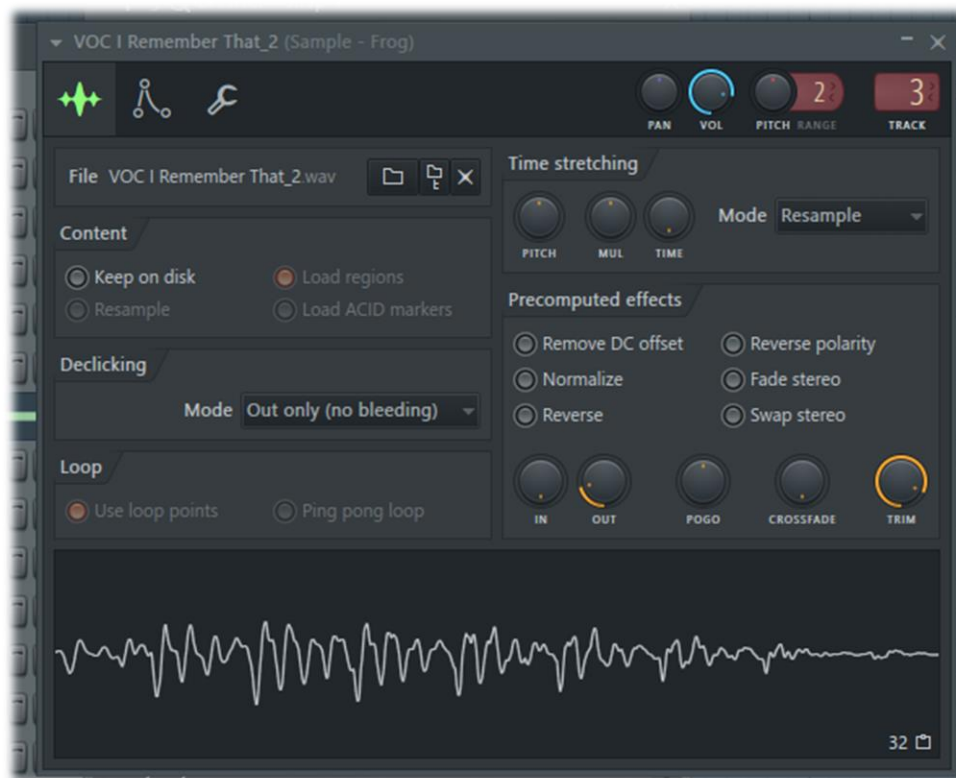 VOC I Remember That_2 (Sample - Frog)
PAN VOL PITCH RANGE 2 TRACK 3
File VOC I Remember That_2.wav
Content
Keep on disk Load regions
Resample Load ACID markers
Declicking
Mode Out only (no bleeding)
Loop
Use loop points Ping pong loop
Time stretching
PITCH MUL TIME
Mode Resample
Precomputed effects
Remove DC offset Reverse polarity
Normalize Fade stereo
Reverse Swap stereo
IN OUT POGO CROSSFADE TRIM
32